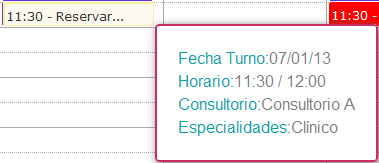 11:30 - Reservar...
11:30 -
Fecha Turno:07/01/13
Horario:11:30 / 12:00
Consultorio:Consultorio A
Especialidades:Clínico